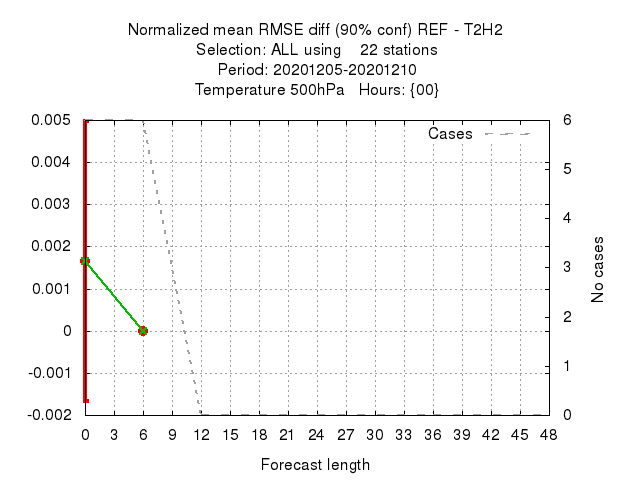 Normalized mean RMSE diff (90% conf) REF - T2H2
Selection: ALL using    22 stations
Period: 20201205-20201210
Temperature 500hPa   Hours: {00}
Cases
0.005
0.004
0.003
0.002
0.001
0
-0.001
-0.002
6
5
4
3
2
1
0
No cases
0 3 6 9 12 15 18 21 24 27 30 33 36 39 42 45 48
Forecast length